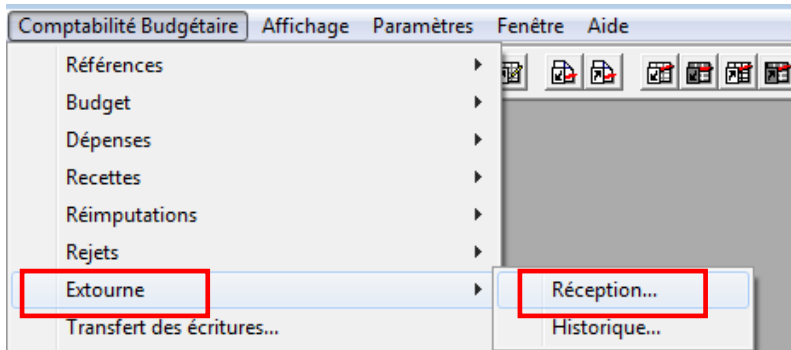 Comptabilité Budgétaire Affichage Paramètres Fenêtre Aide
Références
Budget
Dépenses
Recettes
Réimputations
Rejets
Extourne Réception...
Transfert des écritures... Historique...